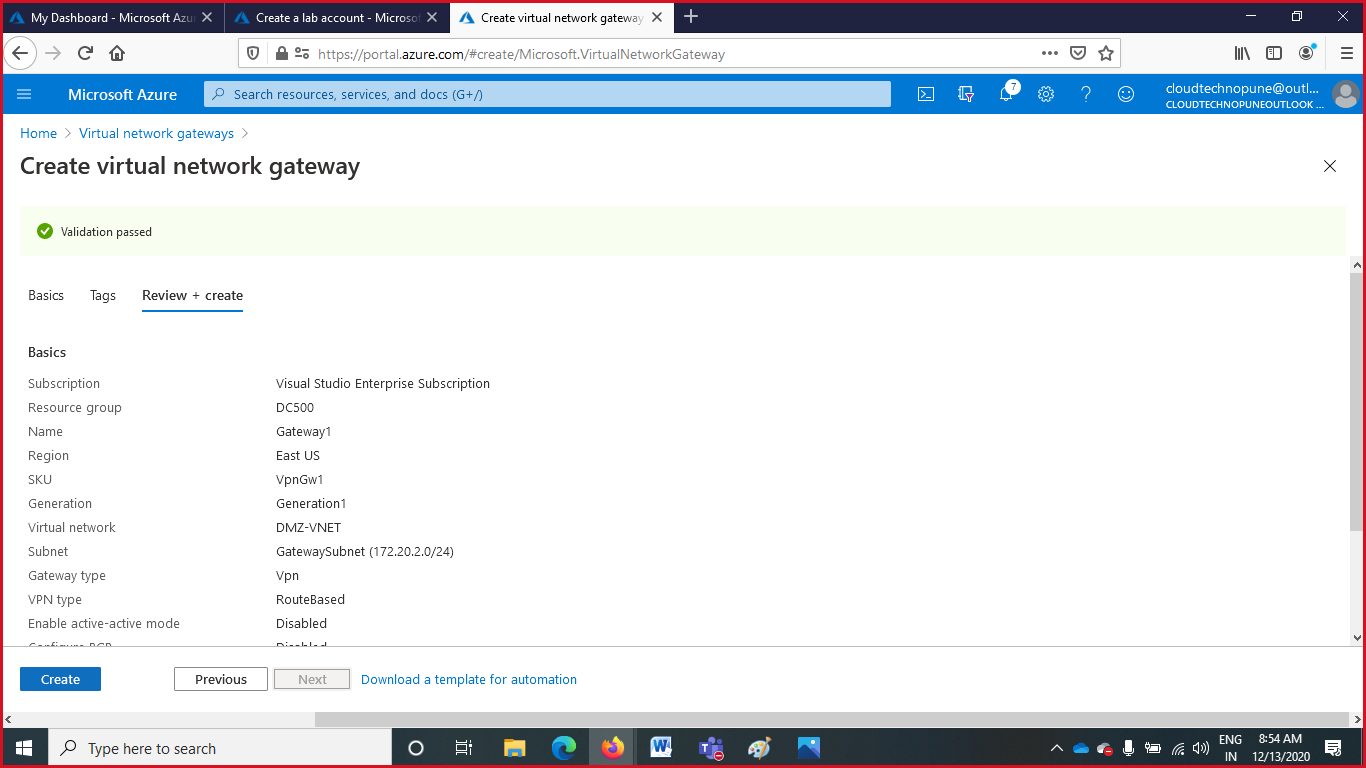 My Dashboard - Microsoft Azu
Create a lab account - Microsof
Create virtual network gateway
https://portal.azure.com/#create/Microsoft.VirtualNetworkGateway
Microsoft Azure
Search resources, services, and docs (G+/)
7
cloudtechnopune@outl...
CLOUDTECHNOPUNEOUTLOOK ...
Home > Virtual network gateways >
Create virtual network gateway
Validation passed
Basics Tags Review + create
Basics
Subscription Visual Studio Enterprise Subscription
Resource group DC500
Name Gateway1
Region East US
SKU VpnGw1
Generation Generation1
Virtual network DMZ-VNET
Subnet GatewaySubnet (172.20.2.0/24)
Gateway type Vpn
VPN type RouteBased
Enable active-active mode Disabled
Configure BGP Disabled
Create Previous Next Download a template for automation
Type here to search
ENG
IN
8:54 AM
12/13/2020